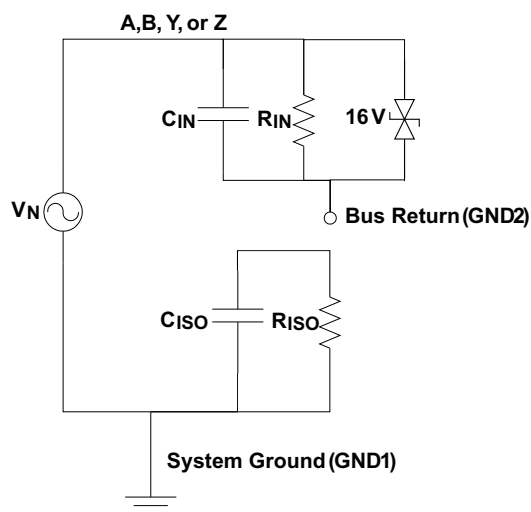 A,B, Y, or Z
CIN
RIN
16 V
VN
Bus Return (GND2)
CISO
RISO
System Ground (GND1)